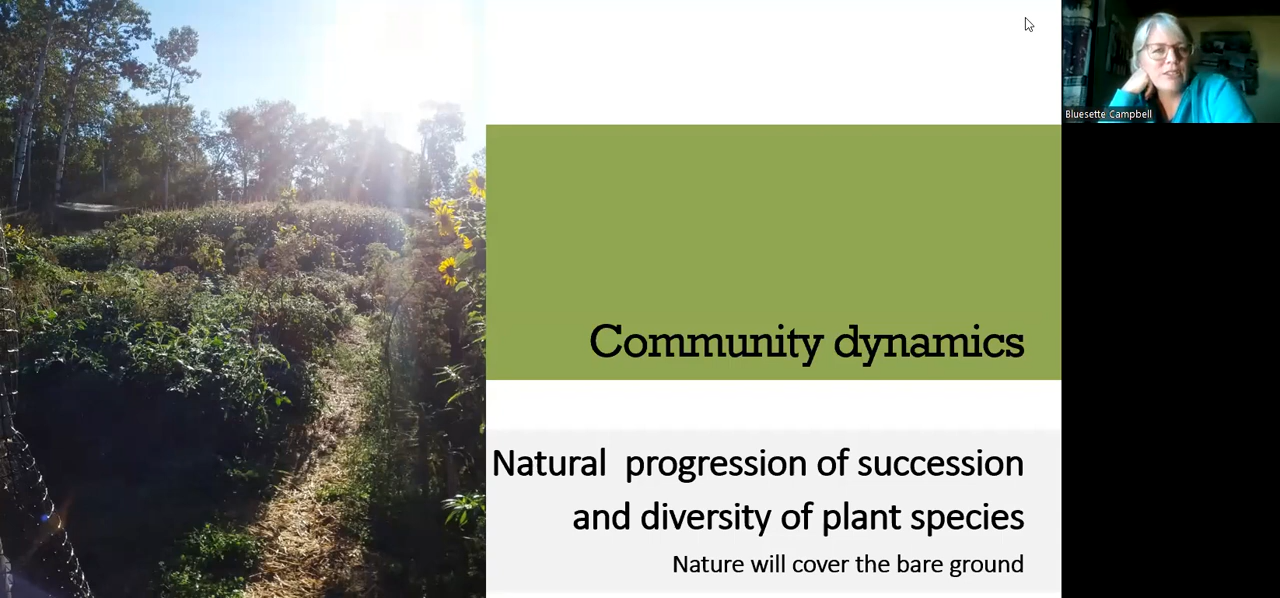 Bluesette Campbell
Community dynamics
Natural progression of succession
and diversity of plant species
Nature will cover the bare ground